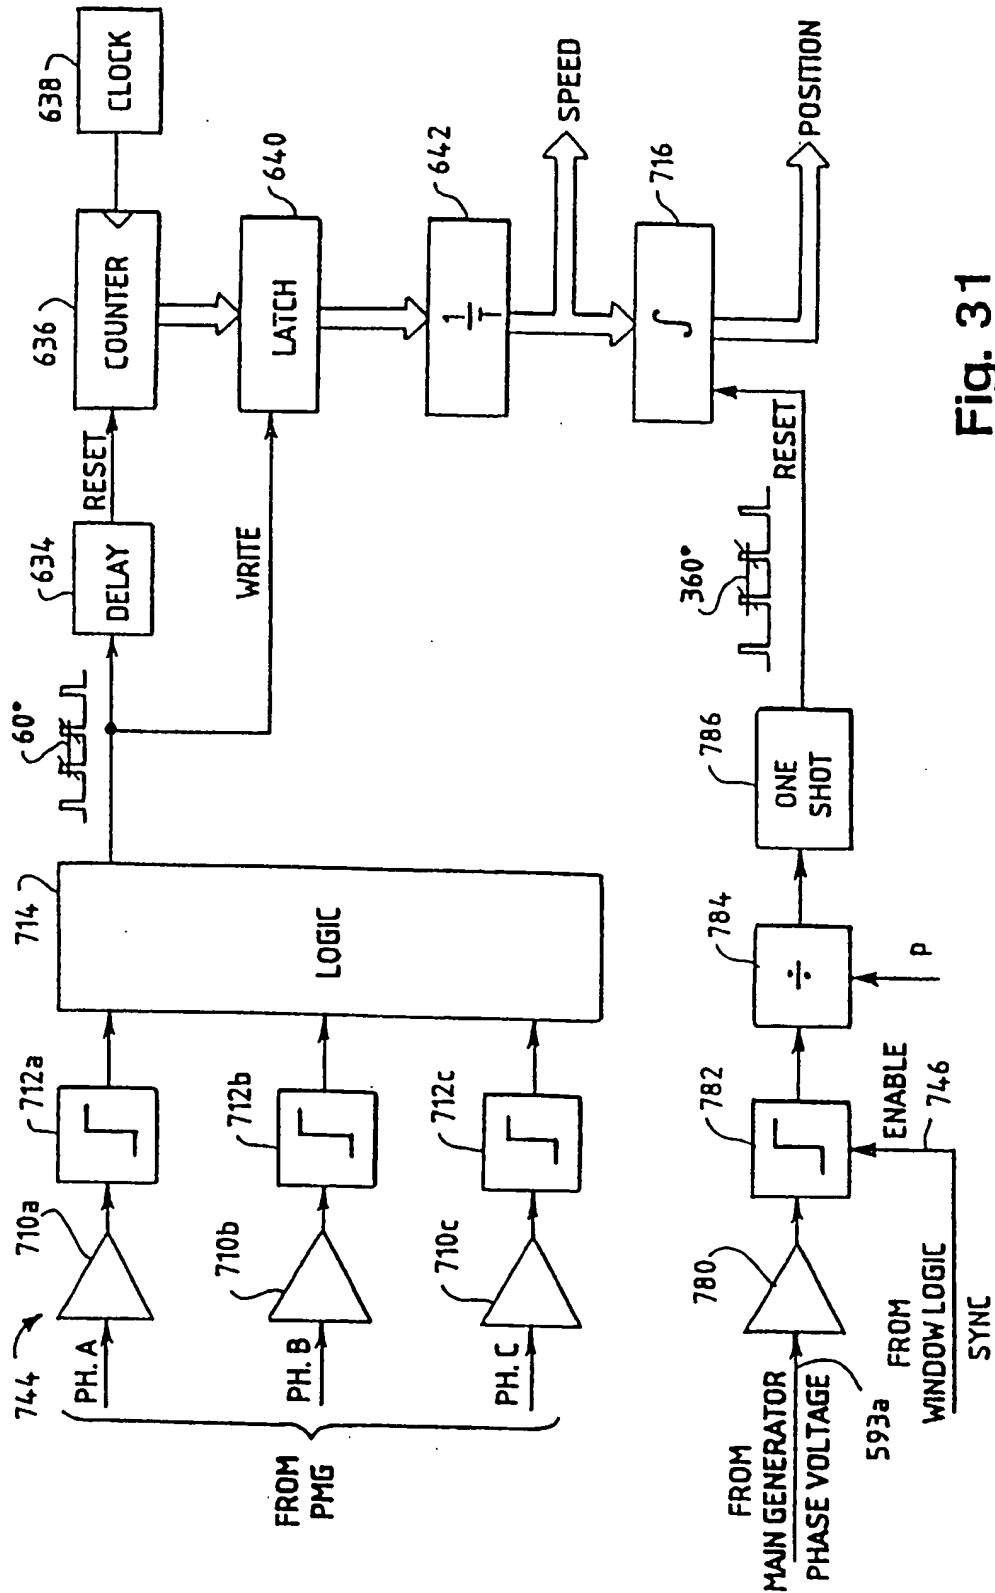 744
FROM
PMG
PH. A
PH. B
PH. C
710a
710b
710c
712a
712b
712c
714
LOGIC
60°
634
DELAY
RESET
WRITE
636
COUNTER
638
CLOCK
640
LATCH
642
1
T
SPEED
716
∫
POSITION
FROM
MAIN GENERATOR
PHASE VOLTAGE
593a
780
782
ENABLE
746
FROM
WINDOW LOGIC
SYNC
784
÷
P
786
ONE
SHOT
360°
RESET
Fig. 31